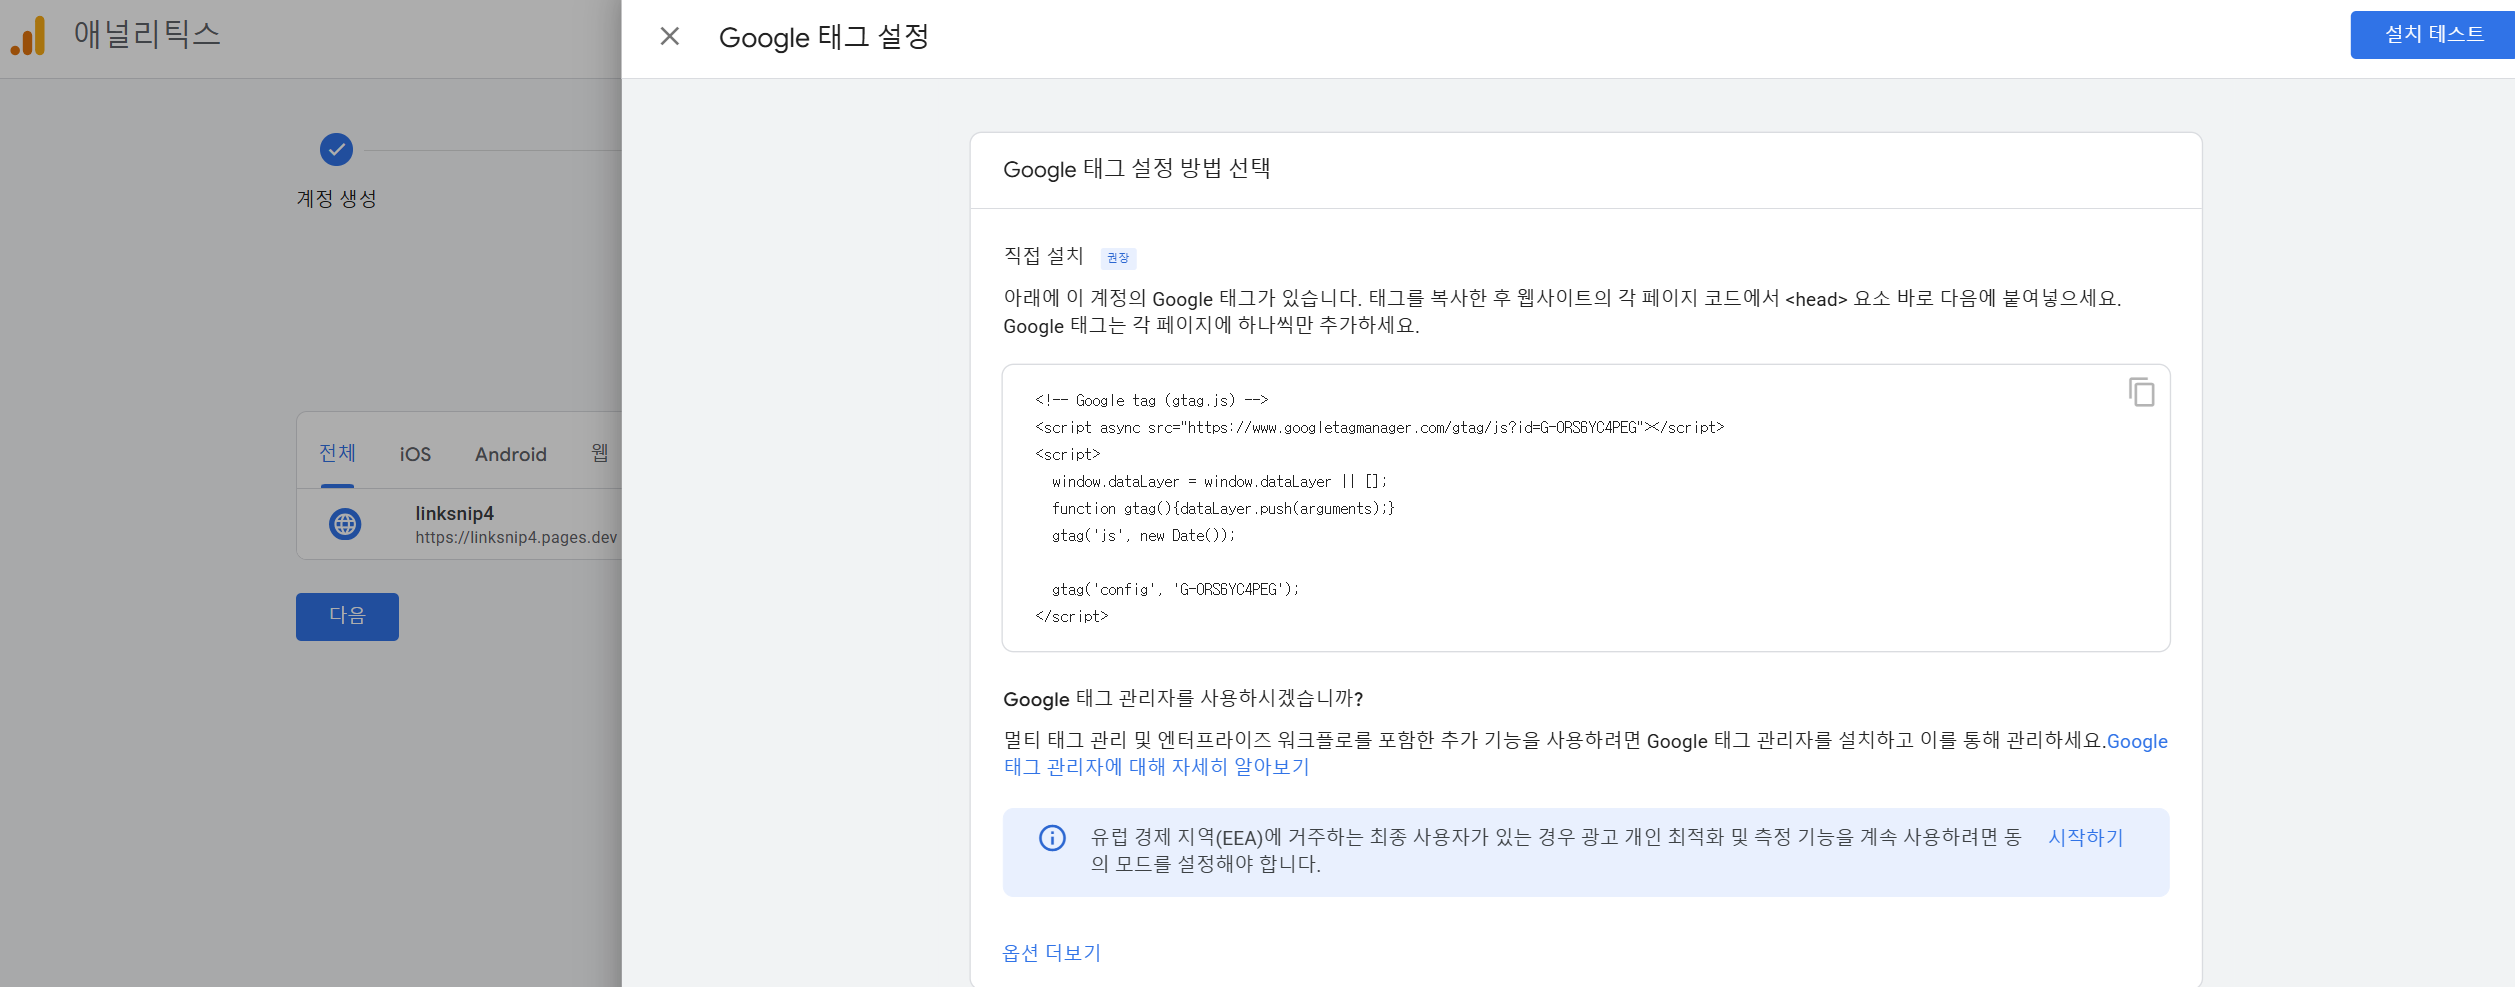 애널리틱스
Google 태그 설정
설치 테스트
계정 생성
전체 iOS Android 웹
linksnip4
https://linksnip4.pages.dev
다음
Google 태그 설정 방법 선택
직접 설치 권장
아래에 이 계정의 Google 태그가 있습니다. 태그를 복사한 후 웹사이트의 각 페이지 코드에서 <head> 요소 바로 다음에 붙여넣으세요.
Google 태그는 각 페이지에 하나씩만 추가하세요.
<!-- Google tag (gtag.js) -->
<script async src="https://www.googletagmanager.com/gtag/js?id=G-0RS6YC4PEG"></script>
<script>
window.dataLayer = window.dataLayer || [];
function gtag(){dataLayer.push(arguments);}
gtag('js', new Date());
gtag('config', 'G-0RS6YC4PEG');
</script>
Google 태그 관리자를 사용하시겠습니까?
멀티 태그 관리 및 엔터프라이즈 워크플로를 포함한 추가 기능을 사용하려면 Google 태그 관리자를 설치하고 이를 통해 관리하세요.Google
태그 관리자에 대해 자세히 알아보기
유럽 경제 지역(EEA)에 거주하는 최종 사용자가 있는 경우 광고 개인 최적화 및 측정 기능을 계속 사용하려면 동
의 모드를 설정해야 합니다.
시작하기
옵션 더보기